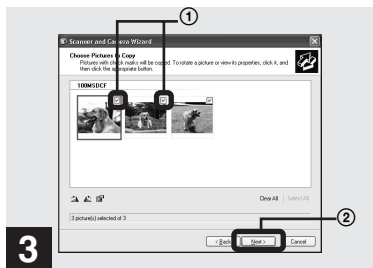 ①
Scanner and Camera Wizard
Choose Pictures to Copy
Pictures with check marks will be copied. To rotate a picture or view its properties, click it, and
then click the appropriate button.
100MSDCF
Clear All Select All
3 picture(s) selected of 3
②
< Back Next > Cancel
3